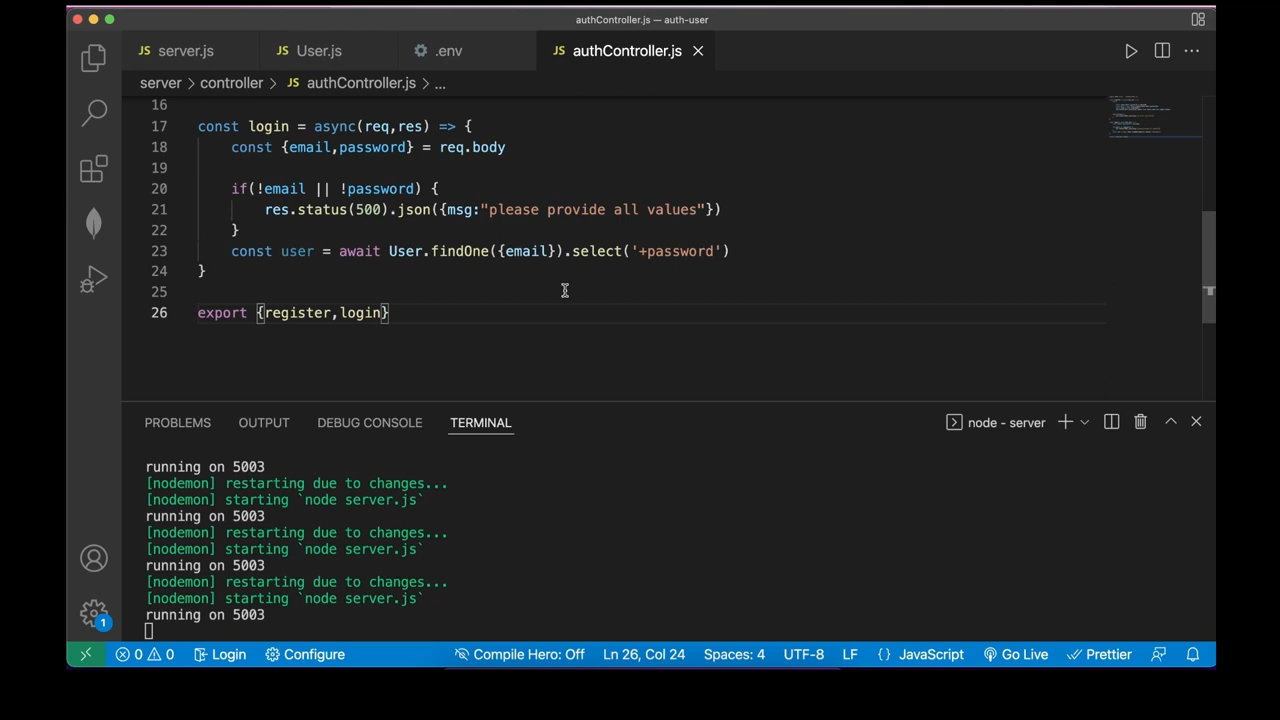 authController.js — auth-user
JS server.js JS User.js .env JS authController.js
server > controller > JS authController.js > ...
16
17 const login = async(req,res) => {
18 const {email,password} = req.body
19
20 if(!email || !password) {
21 res.status(500).json({msg:"please provide all values"})
22 }
23 const user = await User.findOne({email}).select('+password')
24 }
25
26 export {register,login}
PROBLEMS OUTPUT DEBUG CONSOLE TERMINAL node - server
running on 5003
[nodemon] restarting due to changes...
[nodemon] starting `node server.js`
running on 5003
[nodemon] restarting due to changes...
[nodemon] starting `node server.js`
running on 5003
[nodemon] restarting due to changes...
[nodemon] starting `node server.js`
running on 5003
1
0 0 Login Configure Compile Hero: Off Ln 26, Col 24 Spaces: 4 UTF-8 LF {} JavaScript Go Live Prettier